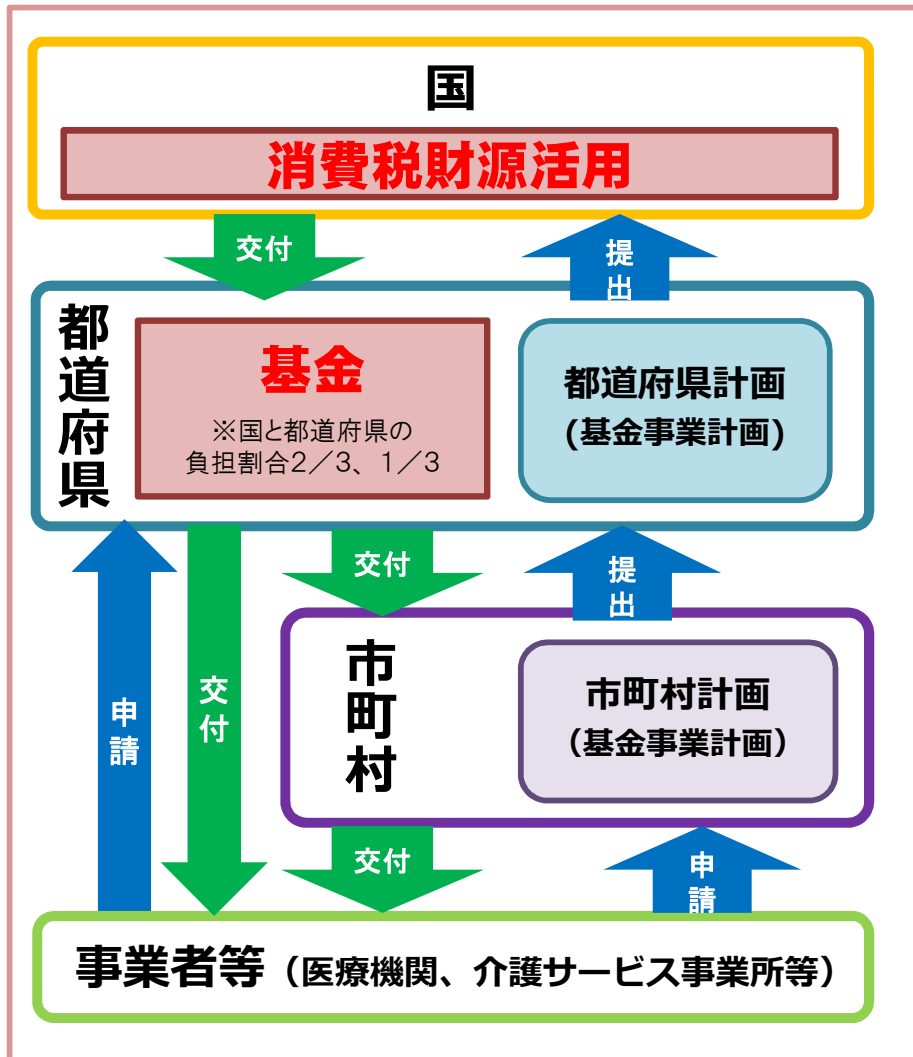 国
消費税財源活用
交付
提出
都道府県
基金
※国と都道府県の
負担割合2／3、1／3
都道府県計画
(基金事業計画)
交付
提出
申請
交付
市町村
市町村計画
（基金事業計画）
交付
申請
事業者等（医療機関、介護サービス事業所等）